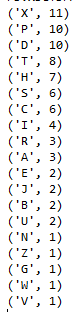 ('X', 11)
('P', 10)
('D', 10)
('T', 8)
('H', 7)
('S', 6)
('C', 6)
('I', 4)
('R', 3)
('A', 3)
('E', 2)
('J', 2)
('B', 2)
('U', 2)
('N', 1)
('Z', 1)
('G', 1)
('W', 1)
('V', 1)